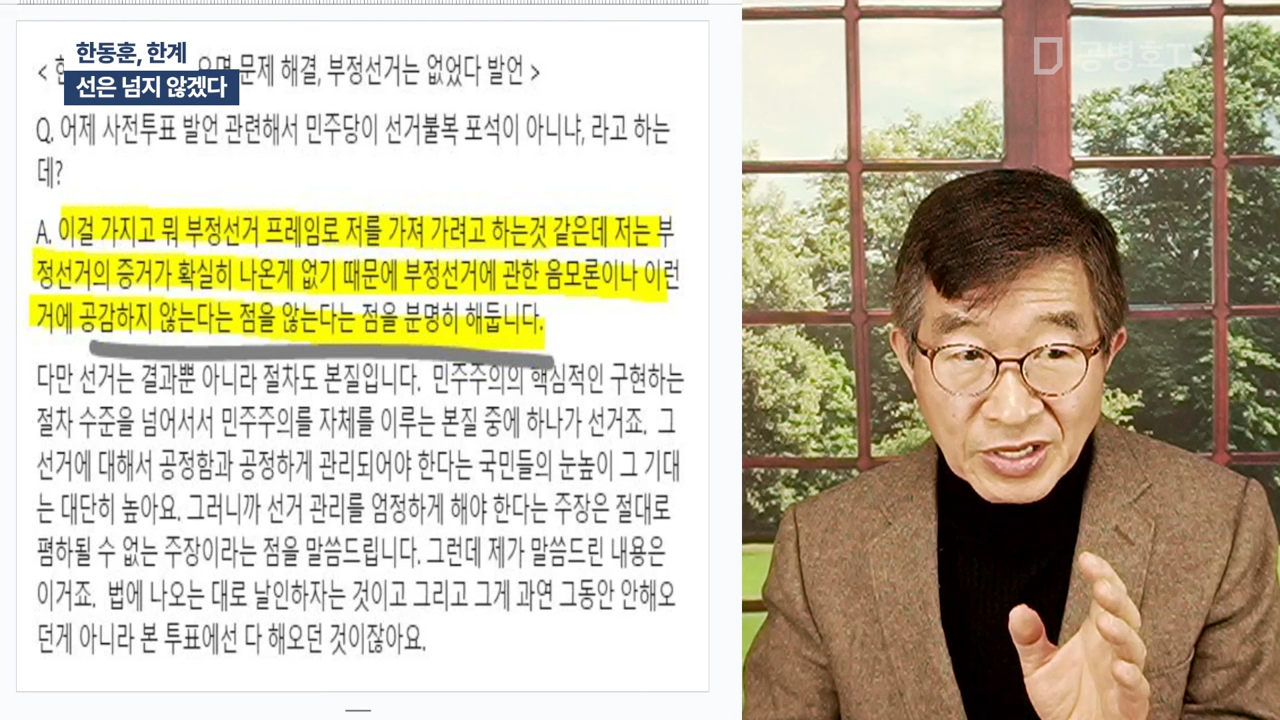 한동훈, 한계
선은 넘지 않겠다
문제 해결, 부정선거는 없었다 발언 >
Q. 어제 사전투표 발언 관련해서 민주당이 선거불복 포석이 아니냐, 라고 하는
데?
A. 이걸 가지고 뭐 부정선거 프레임로 저를 가져 가려고 하는것 같은데 저는 부
정선거의 증거가 확실히 나온게 없기 때문에 부정선거에 관한 음모론이나 이런
거에 공감하지 않는다는 점을 않는다는 점을 분명히 해둡니다.
다만 선거는 결과뿐 아니라 절차도 본질입니다. 민주주의의 핵심적인 구현하는
절차 수준을 넘어서서 민주주의를 자체를 이루는 본질 중에 하나가 선거죠. 그
선거에 대해서 공정함과 공정하게 관리되어야 한다는 국민들의 눈높이 그 기대
는 대단히 높아요. 그러니까 선거 관리를 엄정하게 해야 한다는 주장은 절대로
폄하될 수 없는 주장이라는 점을 말씀드립니다. 그런데 제가 말씀드린 내용은
이거죠. 법에 나오는 대로 날인하자는 것이고 그리고 그게 과연 그동안 안해오
던게 아니라 본 투표에선 다 해오던 것이잖아요.
공병호TV